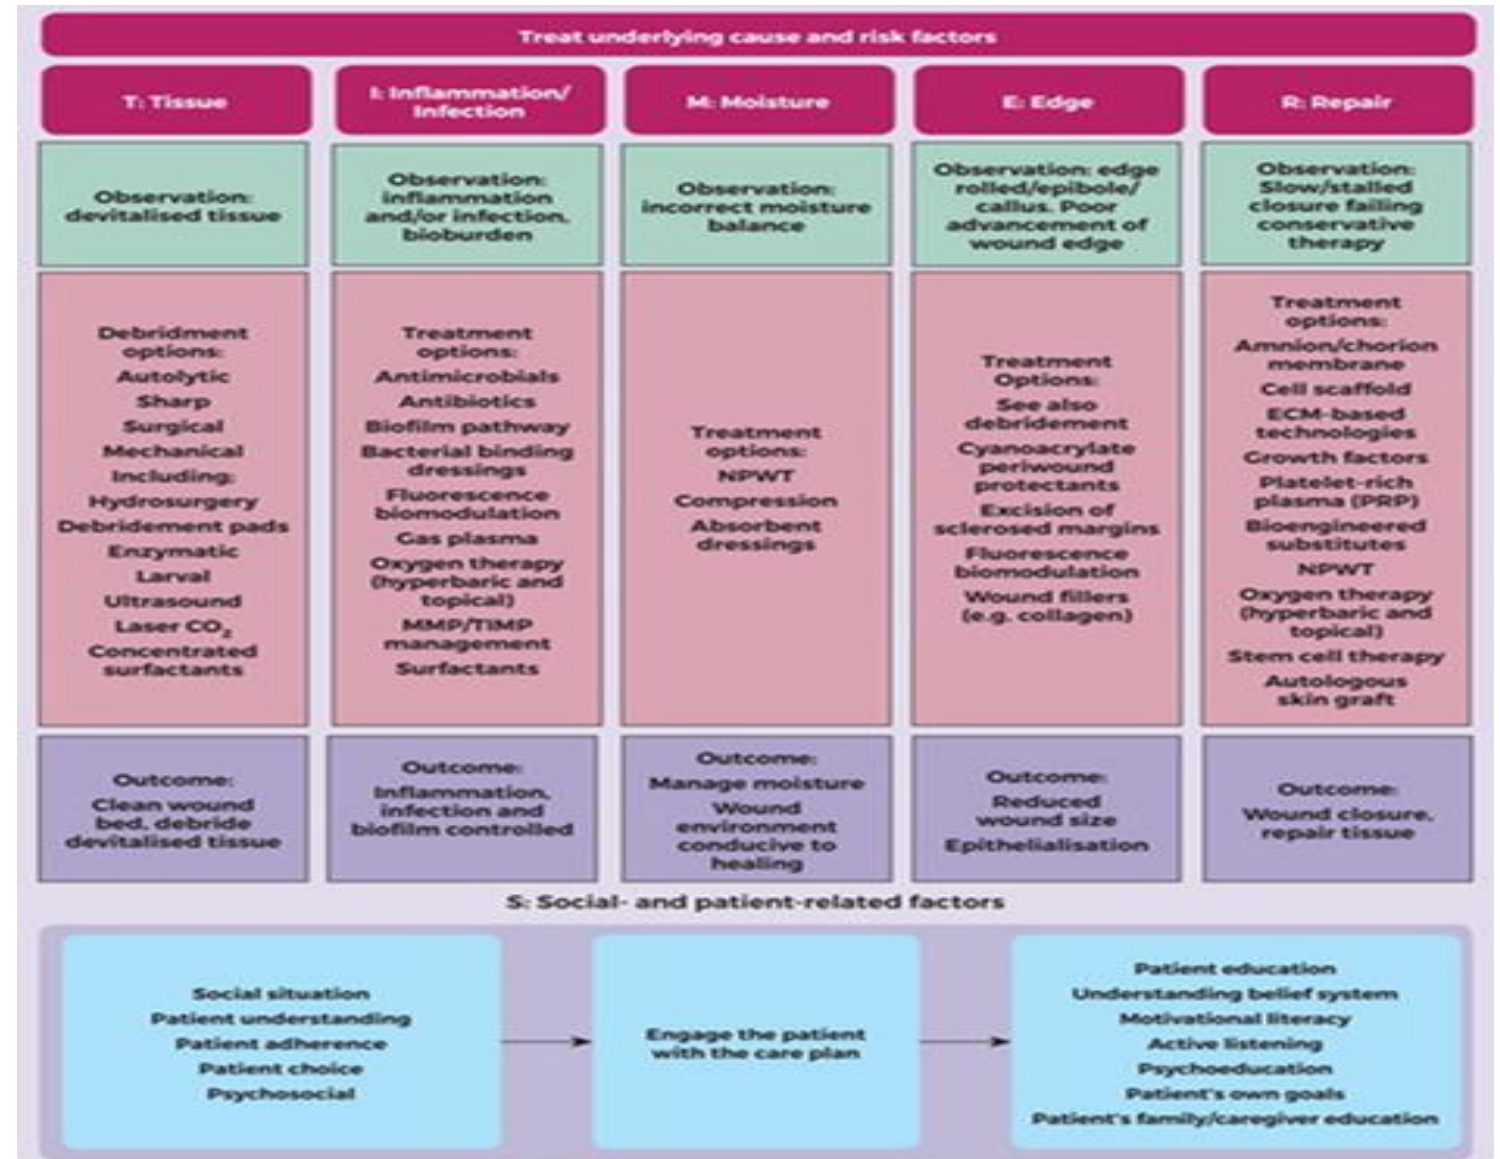 Treat underlying cause and risk factors
T: Tissue
I: Inflammation/
Infection
M: Moisture
E: Edge
R: Repair
Observation:
devitalised tissue
Observation:
inflammation
and/or infection,
bioburden
Observation:
incorrect moisture
balance
Observation: edge
rolled/epibole/
callus. Poor
advancement of
wound edge
Observation:
Slow/stalled
closure failing
conservative
therapy
Debridment
options:
Autolytic
Sharp
Surgical
Mechanical
Including:
Hydrosurgery
Debridement pads
Enzymatic
Larval
Ultrasound
Laser CO₂
Concentrated
surfactants
Treatment
options:
Antimicrobials
Antibiotics
Biofilm pathway
Bacterial binding
dressings
Fluorescence
biomodulation
Gas plasma
Oxygen therapy
(hyperbaric and
topical)
MMP/TIMP
management
Surfactants
Treatment
options:
NPWT
Compression
Absorbent
dressings
Treatment
Options:
See also
debridement
Cyanoacrylate
periwound
protectants
Excision of
sclerosed margins
Fluorescence
biomodulation
Wound fillers
(e.g. collagen)
Treatment
options:
Amnion/chorion
membrane
Cell scaffold
ECM-based
technologies
Growth factors
Platelet-rich
plasma (PRP)
Bioengineered
substitutes
NPWT
Oxygen therapy
(hyperbaric and
topical)
Stem cell therapy
Autologous
skin graft
Outcome:
Clean wound
bed, debride
devitalised tissue
Outcome:
Inflammation,
infection and
biofilm controlled
Outcome:
Manage moisture
Wound
environment
conducive to
healing
Outcome:
Reduced
wound size
Epithelialisation
Outcome:
Wound closure,
repair tissue
S: Social- and patient-related factors
Social situation
Patient understanding
Patient adherence
Patient choice
Psychosocial
Engage the patient
with the care plan
Patient education
Understanding belief system
Motivational literacy
Active listening
Psychoeducation
Patient's own goals
Patient's family/caregiver education